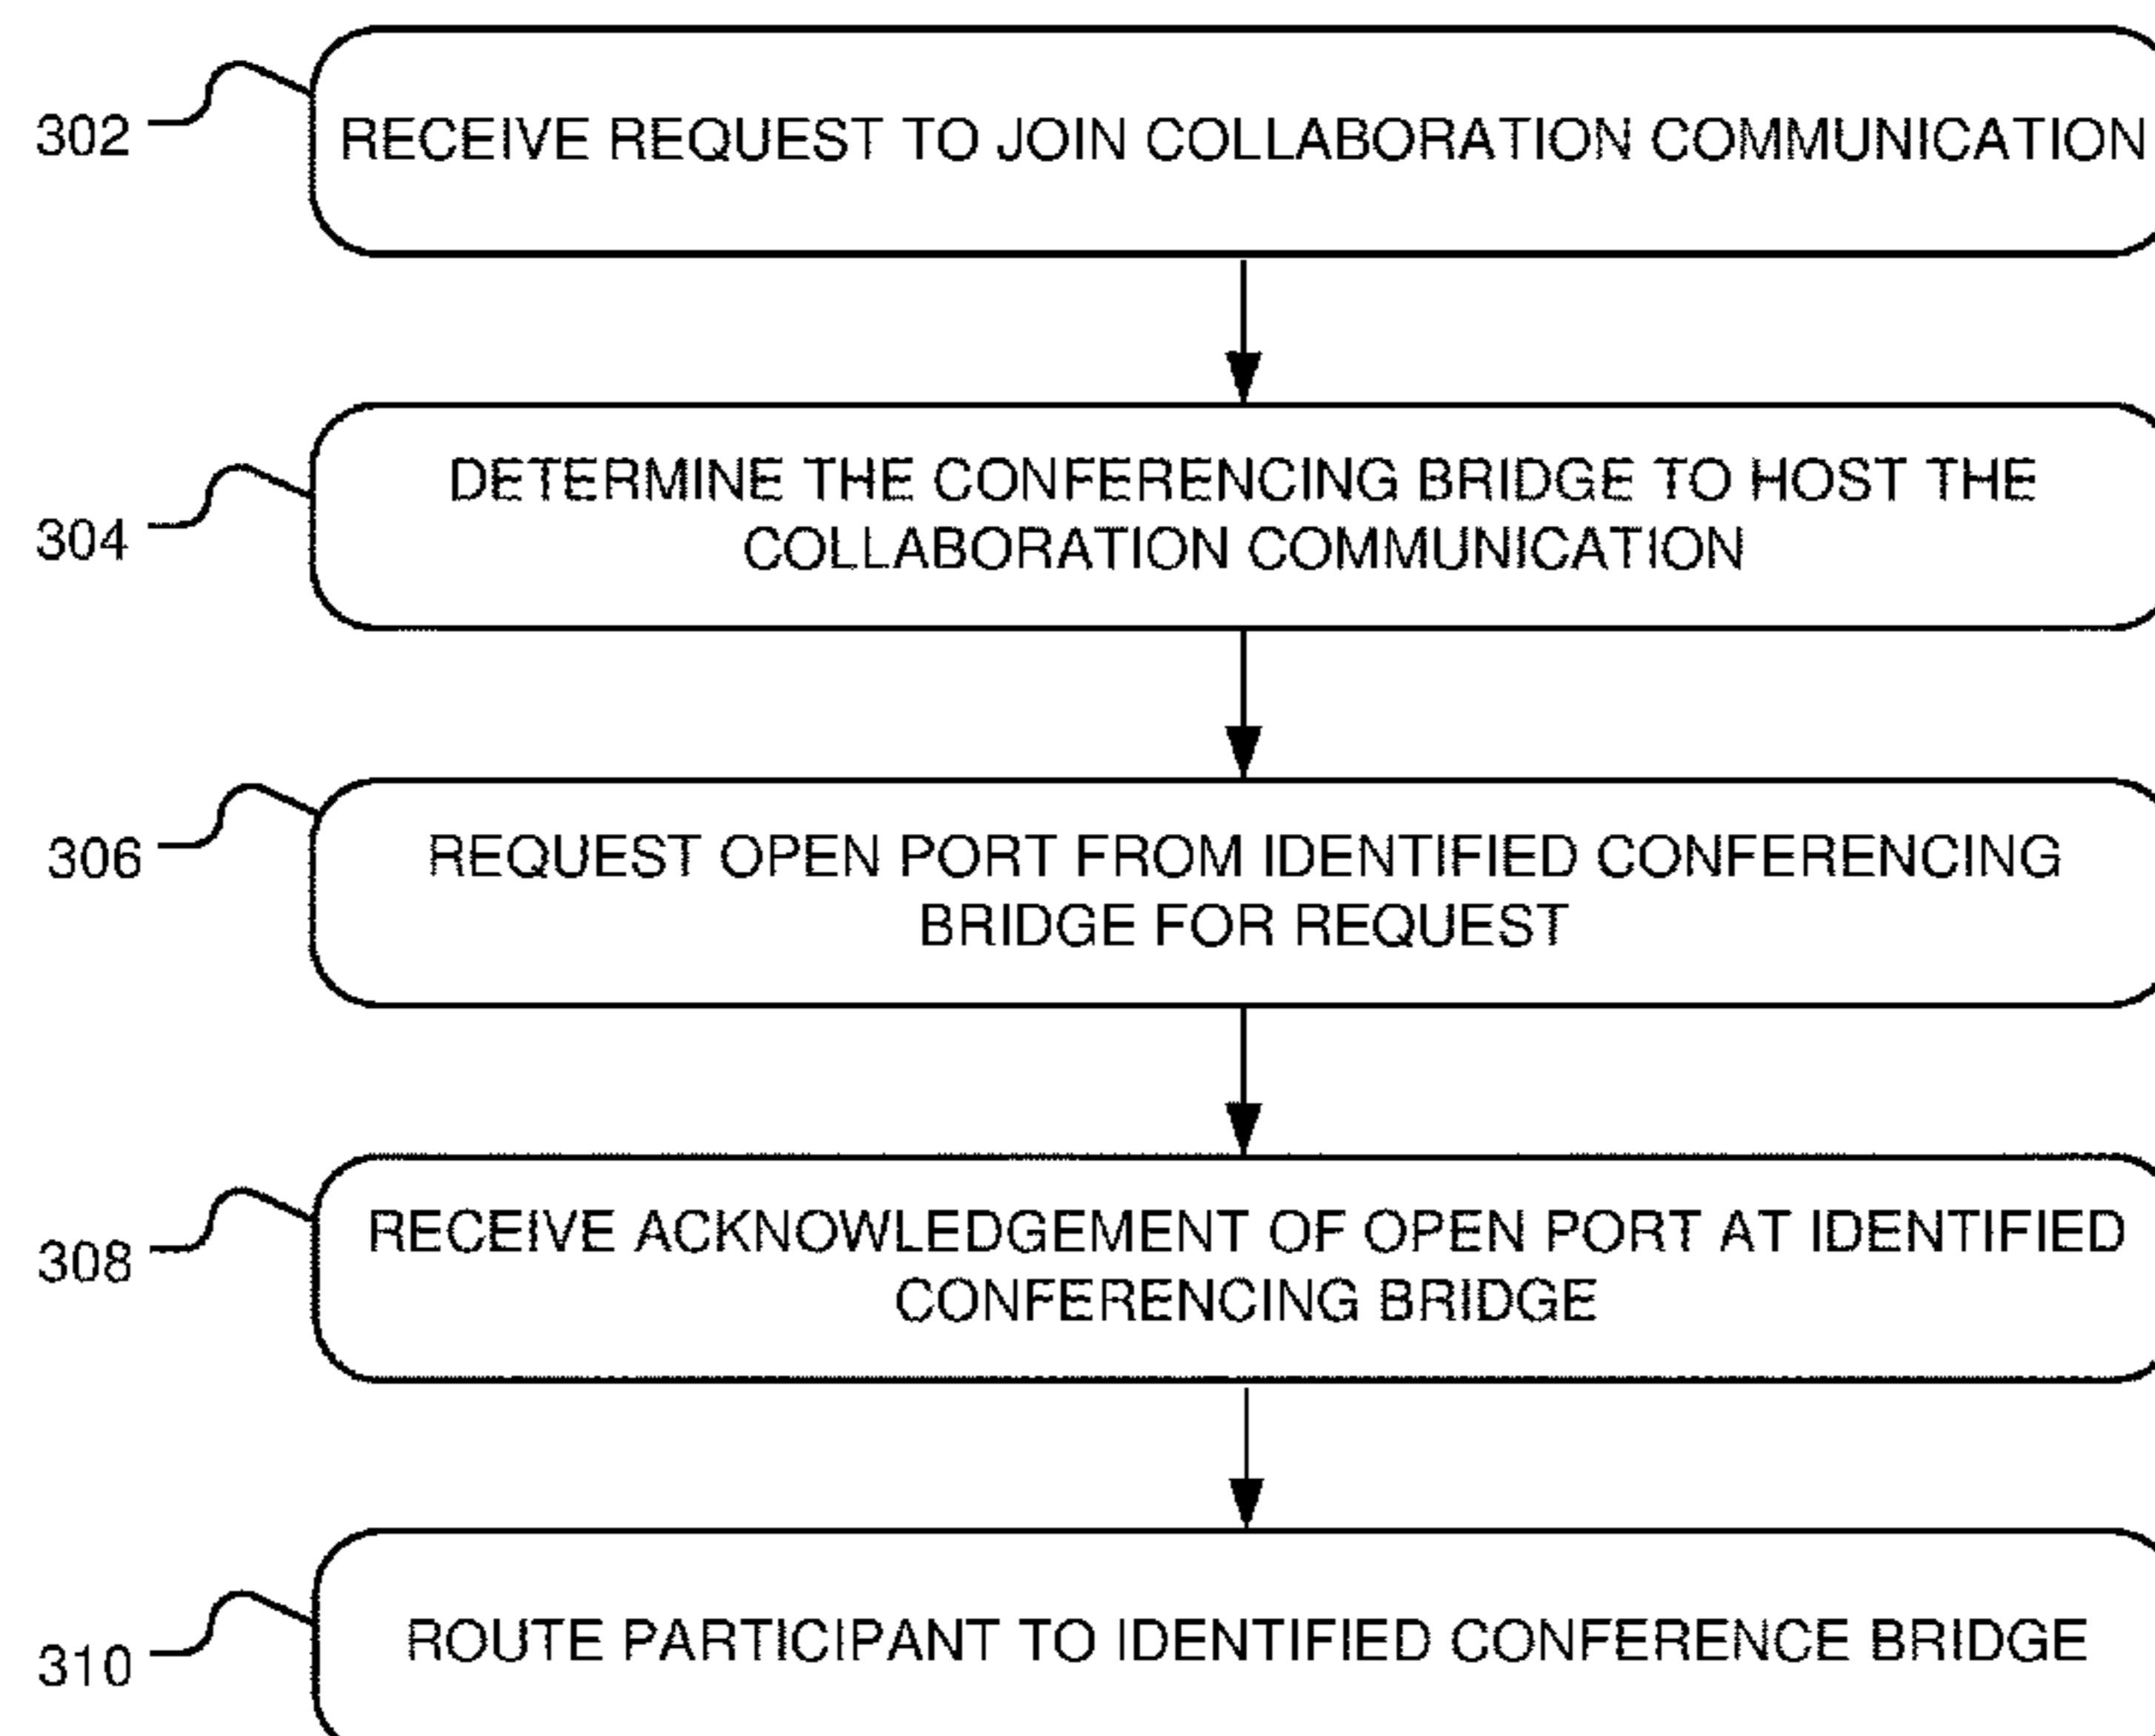 302
RECEIVE REQUEST TO JOIN COLLABORATION COMMUNICATION
304
DETERMINE THE CONFERENCING BRIDGE TO HOST THE
COLLABORATION COMMUNICATION
306
REQUEST OPEN PORT FROM IDENTIFIED CONFERENCING
BRIDGE FOR REQUEST
308
RECEIVE ACKNOWLEDGEMENT OF OPEN PORT AT IDENTIFIED
CONFERENCING BRIDGE
310
ROUTE PARTICIPANT TO IDENTIFIED CONFERENCE BRIDGE